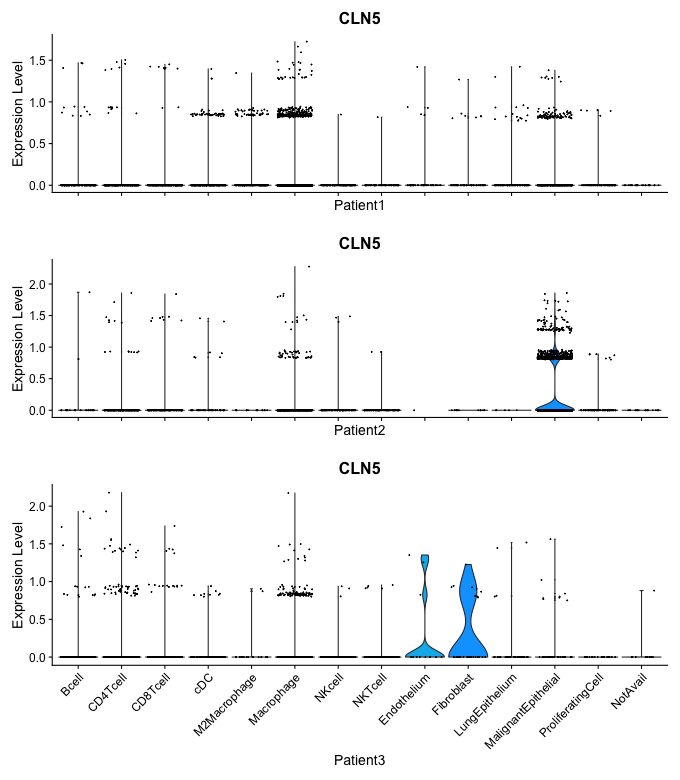 CLN5
Expression Level
1.5
1.0
0.5
0.0
Patient1
CLN5
Expression Level
2.0
1.5
1.0
0.5
0.0
Patient2
CLN5
Expression Level
2.0
1.5
1.0
0.5
0.0
Bcell
CD4Tcell
CD8Tcell
cDC
M2Macrophage
Macrophage
NKcell
NKTcell
Endothelium
Fibroblast
LungEpithelium
MalignantEpithelial
ProliferatingCell
NotAvail
Patient3